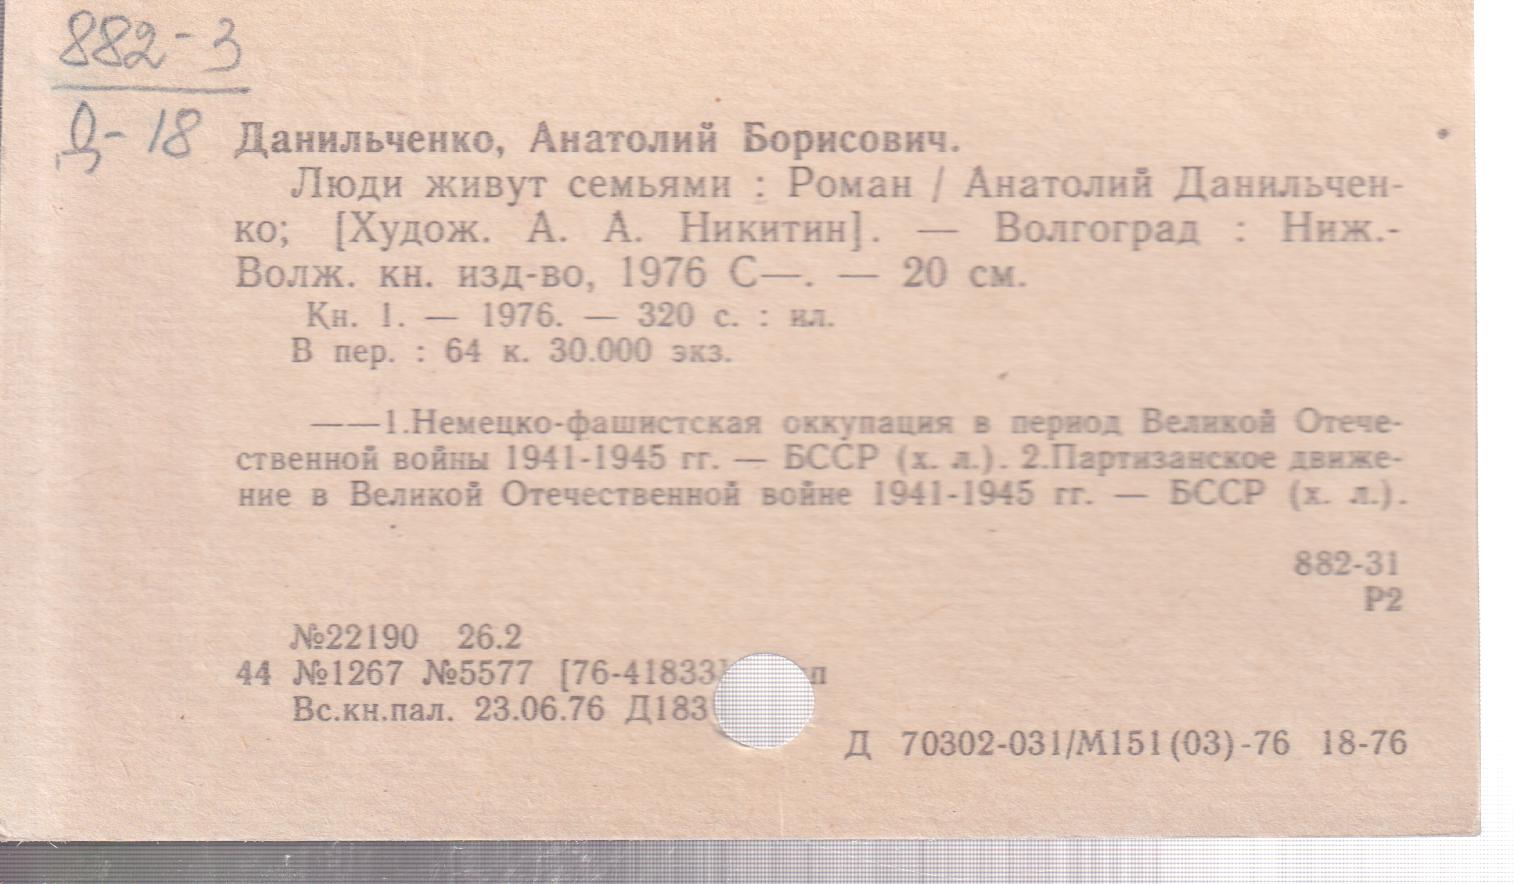 882-3
Д-18
Данильченко, Анатолий Борисович.
Люди живут семьями : Роман / Анатолий Данильчен-
ко; [Худож. А. А. Никитин]. — Волгоград : Ниж.-
Волж. кн. изд-во, 1976 С—. — 20 см.
Кн. 1. — 1976. — 320 с. : ил.
В пер. : 64 к. 30.000 экз.
——1.Немецко-фашистская оккупация в период Великой Отече-
ственной войны 1941-1945 гг. — БССР (х. л.). 2.Партизанское движе-
ние в Великой Отечественной войне 1941-1945 гг. — БССР (х. л.).
882-31
Р2
№22190 26.2
44 №1267 №5577 [76-41833]
Вс.кн.пал. 23.06.76 Д183
Д 70302-031/М151(03)-76 18-76